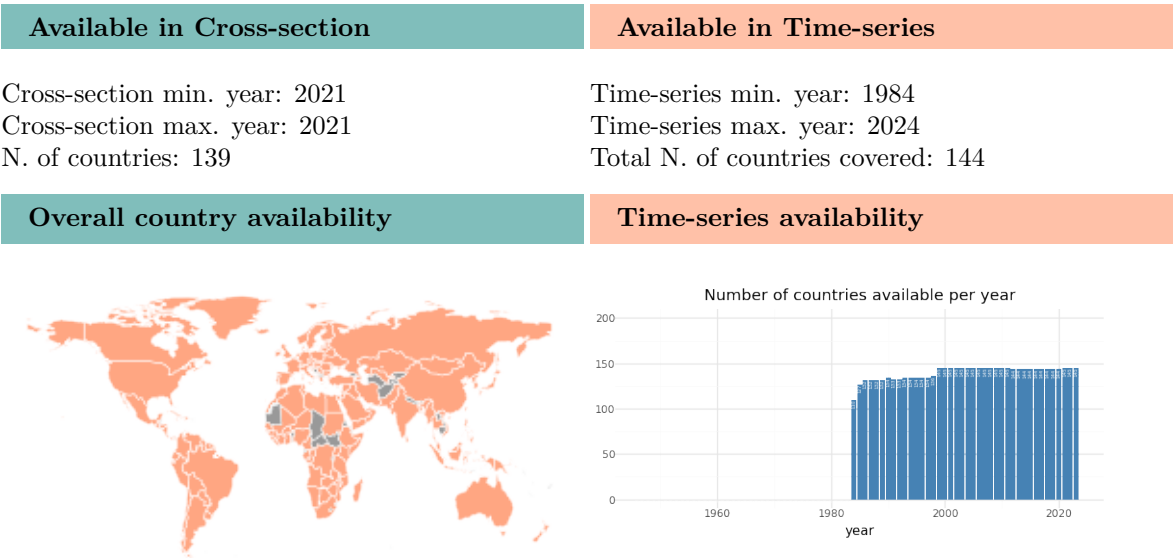 Available in Cross-section
Available in Time-series
Cross-section min. year: 2021
Cross-section max. year: 2021
N. of countries: 139
Time-series min. year: 1984
Time-series max. year: 2024
Total N. of countries covered: 144
Overall country availability
Time-series availability
Number of countries available per year
200
150
100
50
0
1960
1980
2000
2020
year